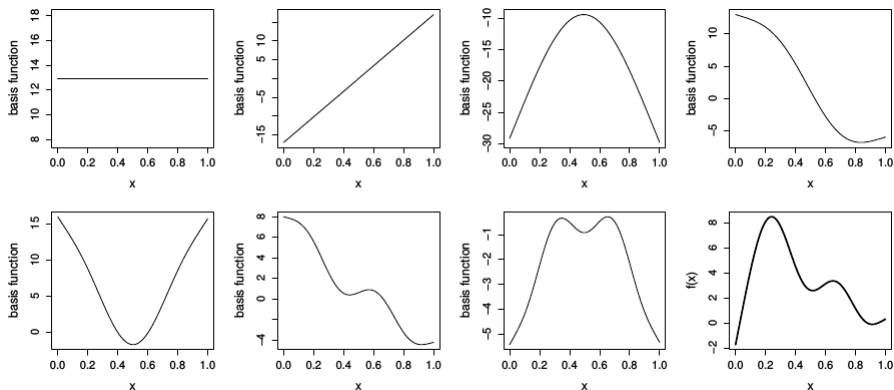 basis function
8 10 12 14 16 18
0.0 0.2 0.4 0.6 0.8 1.0
x
basis function
−15 −5 5 10
0.0 0.2 0.4 0.6 0.8 1.0
x
basis function
−30 −25 −20 −15 −10
0.0 0.2 0.4 0.6 0.8 1.0
x
basis function
−5 0 5 10
0.0 0.2 0.4 0.6 0.8 1.0
x
basis function
0 5 10 15
0.0 0.2 0.4 0.6 0.8 1.0
x
basis function
−4 0 2 4 6 8
0.0 0.2 0.4 0.6 0.8 1.0
x
basis function
−5 −4 −3 −2 −1
0.0 0.2 0.4 0.6 0.8 1.0
x
f(x)
−2 0 2 4 6 8
0.0 0.2 0.4 0.6 0.8 1.0
x